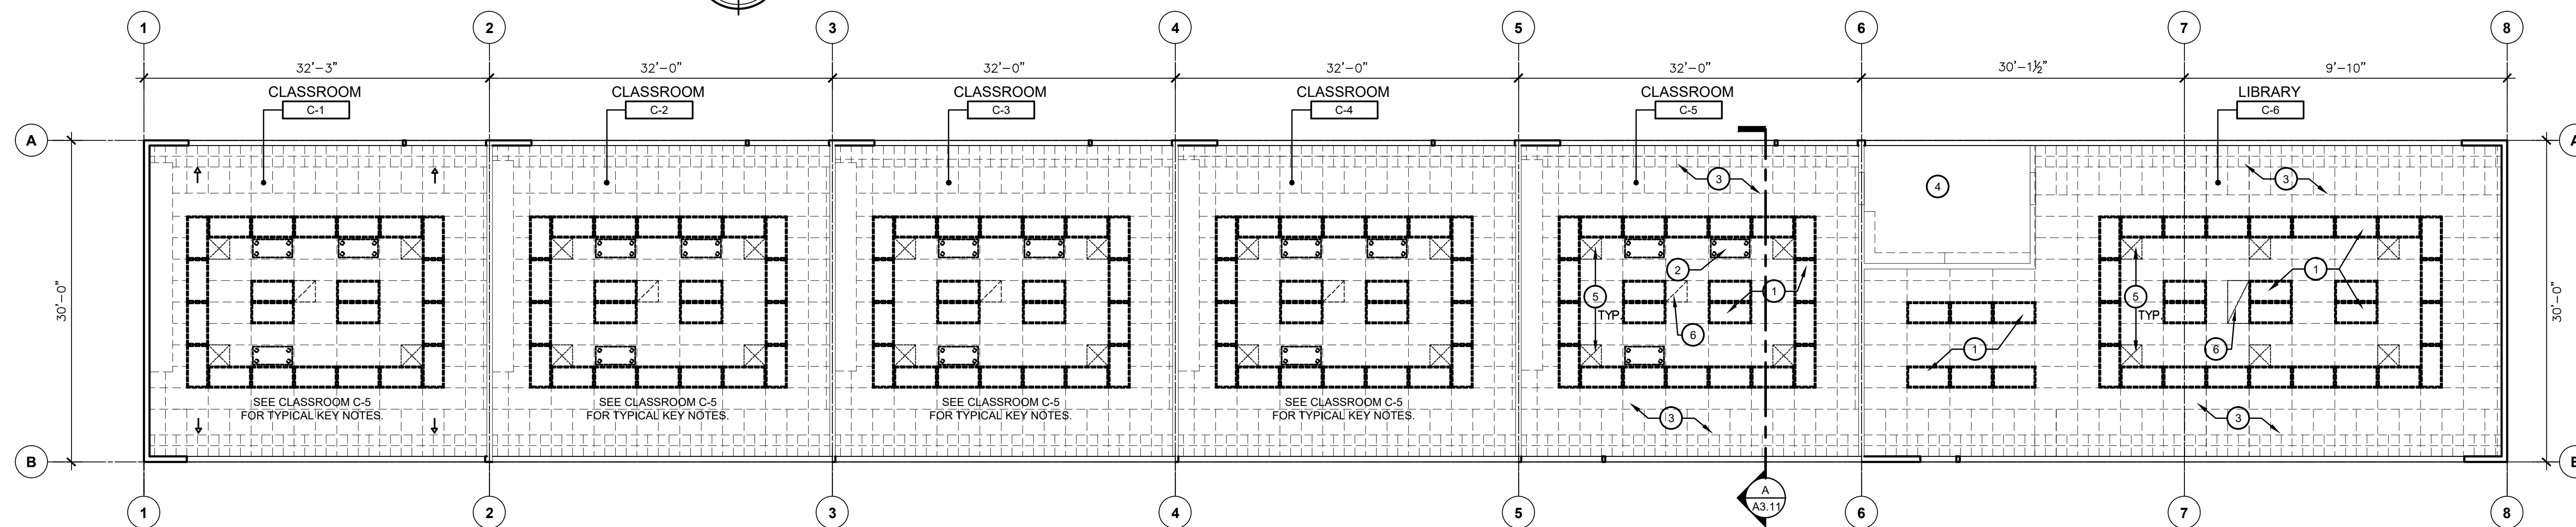 1 2 3 4 5 6 7 8
32'-3" 32'-0" 32'-0" 32'-0" 32'-0" 30'-1½" 9'-10"
CLASSROOM CLASSROOM CLASSROOM CLASSROOM CLASSROOM LIBRARY
C-1 C-2 C-3 C-4 C-5 C-6
A A
3 3
4
2 1 1
30'-0" 5 5 30'-0"
TYP. TYP.
6 1 6
SEE CLASSROOM C-5 SEE CLASSROOM C-5 SEE CLASSROOM C-5 SEE CLASSROOM C-5
FOR TYPICAL KEY NOTES. FOR TYPICAL KEY NOTES. FOR TYPICAL KEY NOTES. FOR TYPICAL KEY NOTES.
3 3
B B
A
A3.11
1 2 3 4 5 6 7 8